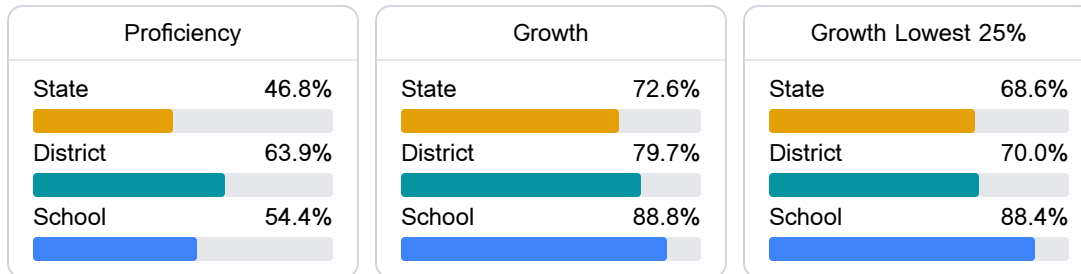 Proficiency
State 46.8%
District 63.9%
School 54.4%
Growth
State 72.6%
District 79.7%
School 88.8%
Growth Lowest 25%
State 68.6%
District 70.0%
School 88.4%